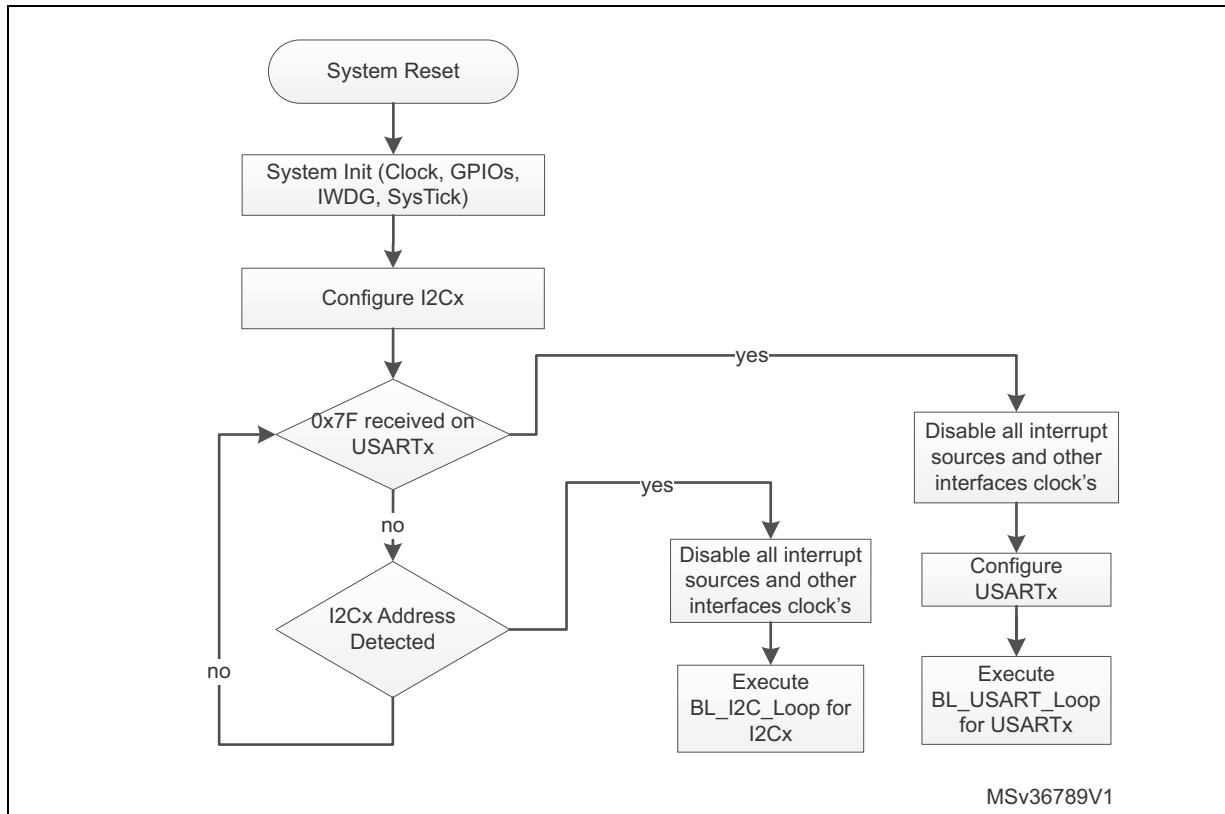 System Reset
System Init (Clock, GPIOs,
IWDG, SysTick)
Configure I2Cx
yes
0x7F received on
USARTx
Disable all interrupt
sources and other
interfaces clock's
yes
no
Disable all interrupt
sources and other
interfaces clock's
Configure
USARTx
I2Cx Address
Detected
no
Execute
BL_I2C_Loop for
I2Cx
Execute
BL_USART_Loop
for USARTx
MSv36789V1